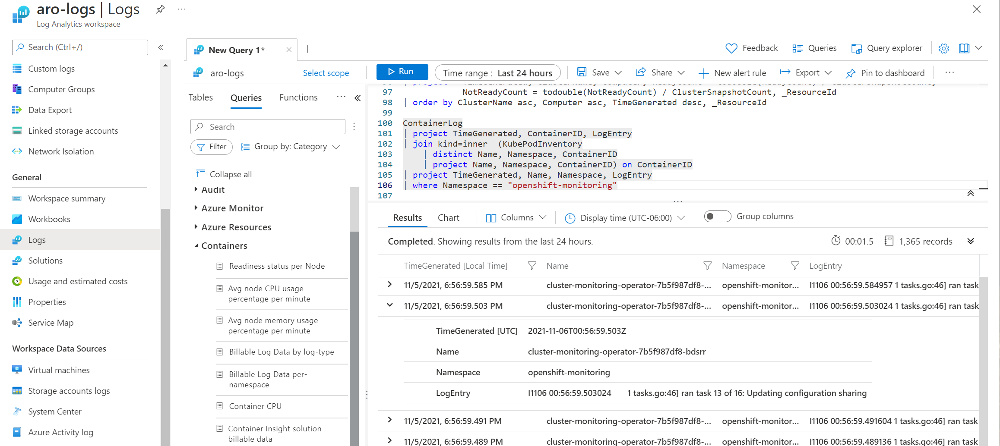 aro-logs | Logs
Log Analytics workspace
Search (Ctrl+/)
Custom logs
Computer Groups
Data Export
Linked storage accounts
Network Isolation
General
Workspace summary
Workbooks
Logs
Solutions
Usage and estimated costs
Properties
Service Map
Workspace Data Sources
Virtual machines
Storage accounts logs
System Center
Azure Activity log
New Query 1*
Feedback
Queries
Query explorer
aro-logs
Select scope
Run
Time range : Last 24 hours
Save
Share
New alert rule
Export
Pin to dashboard
Tables
Queries
Functions
Search
Filter
Group by: Category
Collapse all
Audit
Azure Monitor
Azure Resources
Containers
Readiness status per Node
Avg node CPU usage
percentage per minute
Avg node memory usage
percentage per minute
Billable Log Data by log-type
Billable Log Data per-
namespace
Container CPU
Container Insight solution
billable data
97 NotReadyCount = todouble(NotReadyCount) / ClusterSnapshotCount, _ResourceId
98 | order by ClusterName asc, Computer asc, TimeGenerated desc, _ResourceId
99
100 ContainerLog
101 | project TimeGenerated, ContainerID, LogEntry
102 | join kind=inner  (KubePodInventory
103 | distinct Name, Namespace, ContainerID
104 | project Name, Namespace, ContainerID) on ContainerID
105 | project TimeGenerated, Name, Namespace, LogEntry
106 | where Namespace == "openshift-monitoring"
107
Results
Chart
Columns
Display time (UTC-06:00)
Group columns
Completed. Showing results from the last 24 hours.
00:01.5
1,365 records
TimeGenerated [Local Time] Name Namespace LogEntry
11/5/2021, 6:56:59.585 PM cluster-monitoring-operator-7b5f987df8-... openshift-monitor... I1106 00:56:59.584957 1 tasks.go:46] ran task
11/5/2021, 6:56:59.503 PM cluster-monitoring-operator-7b5f987df8-... openshift-monitor... I1106 00:56:59.503024 1 tasks.go:46] ran task
TimeGenerated [UTC] 2021-11-06T00:56:59.503Z
Name cluster-monitoring-operator-7b5f987df8-bdsrr
Namespace openshift-monitoring
LogEntry I1106 00:56:59.503024 1 tasks.go:46] ran task 13 of 16: Updating configuration sharing
11/5/2021, 6:56:59.491 PM cluster-monitoring-operator-7b5f987df8-... openshift-monitor... I1106 00:56:59.491604 1 tasks.go:46] ran task
11/5/2021, 6:56:59.489 PM cluster-monitoring-operator-7b5f987df8-... openshift-monitor... I1106 00:56:59.489136 1 tasks.go:46] ran task